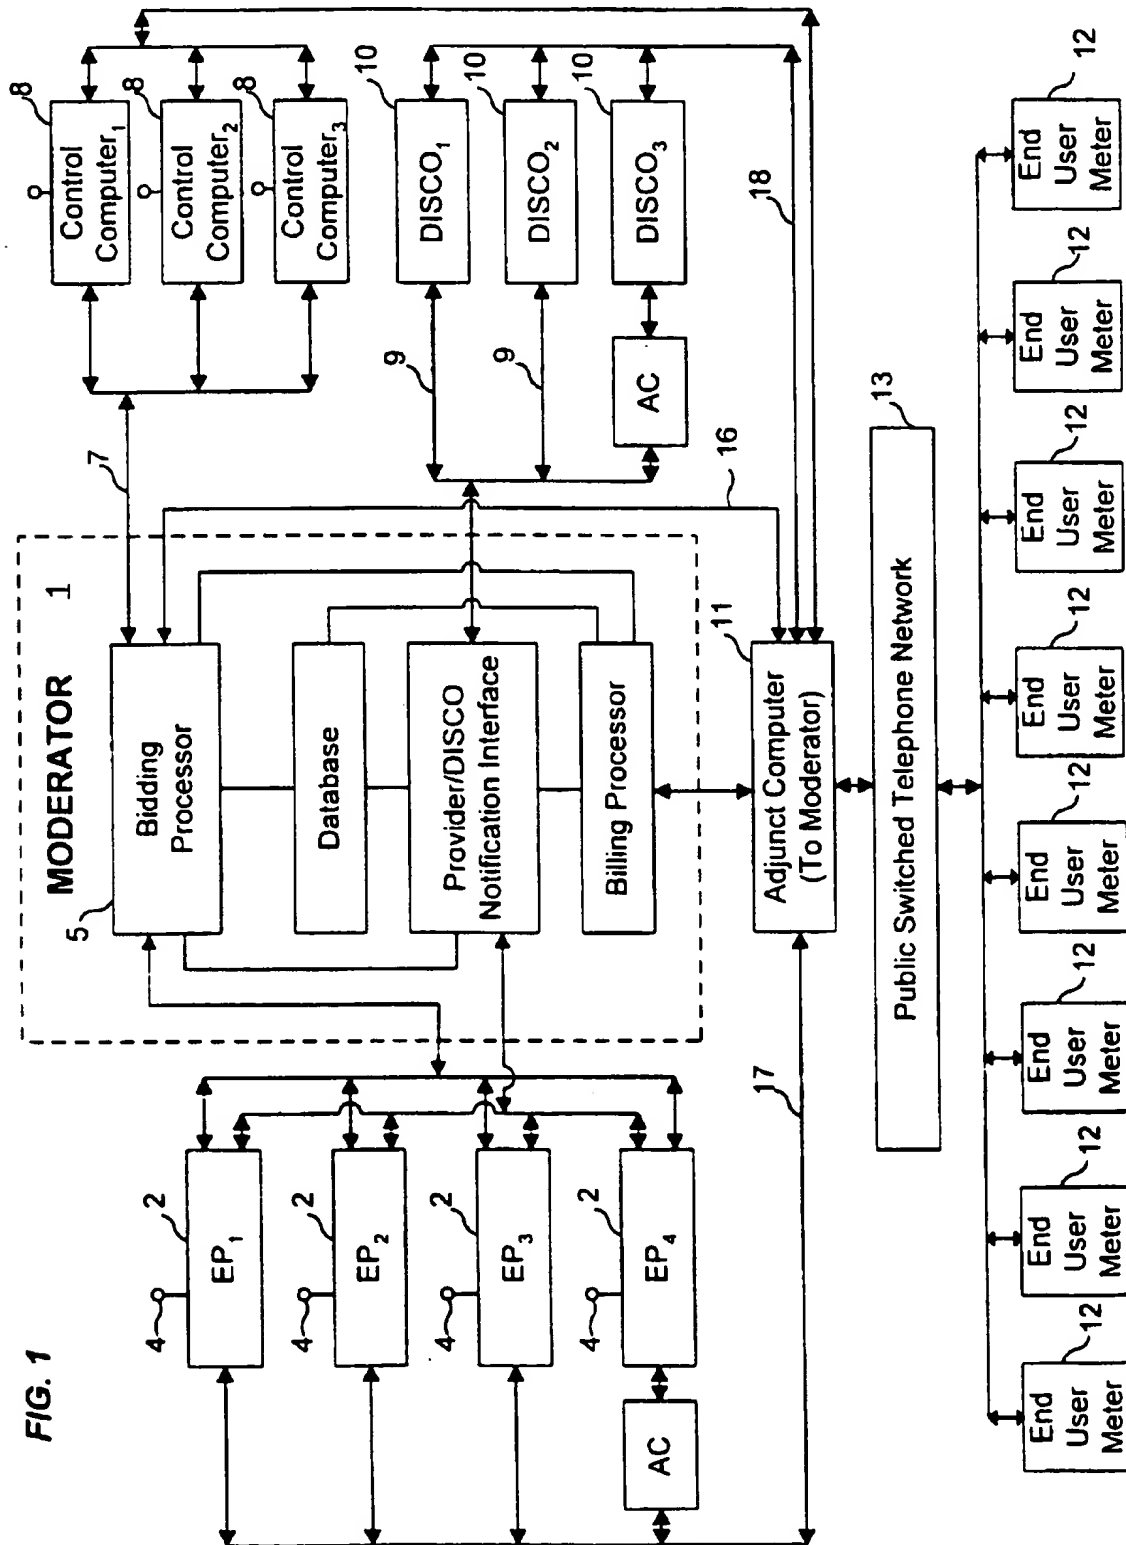 FIG. 1
MODERATOR
1
5
Bidding
Processor
Database
Provider/DISCO
Notification Interface
Billing Processor
EP1
2
4
EP2
2
4
EP3
2
4
EP4
2
4
AC
7
Control
Computer1
8
Control
Computer2
8
Control
Computer3
8
9
9
DISCO1
10
DISCO2
10
DISCO3
10
AC
16
18
17
11
Adjunct Computer
(To Moderator)
13
Public Switched Telephone Network
End
User
Meter
12
End
User
Meter
12
End
User
Meter
12
End
User
Meter
12
End
User
Meter
12
End
User
Meter
12
End
User
Meter
12
End
User
Meter
12